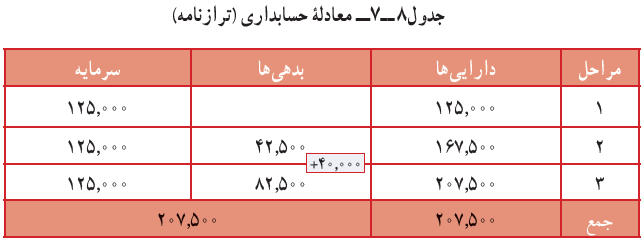 جدول۸ــ۷ــ معادلهٔ حسابداری (ترازنامه)
مراحل دارایی‌ها بدهی‌ها سرمایه
۱ ۱۲۵,۰۰۰ ۱۲۵,۰۰۰
۲ ۱۶۷,۵۰۰ ۴۲,۵۰۰ ۱۲۵,۰۰۰
+۴۰,۰۰۰
۳ ۲۰۷,۵۰۰ ۸۲,۵۰۰ ۱۲۵,۰۰۰
جمع ۲۰۷,۵۰۰ ۲۰۷,۵۰۰